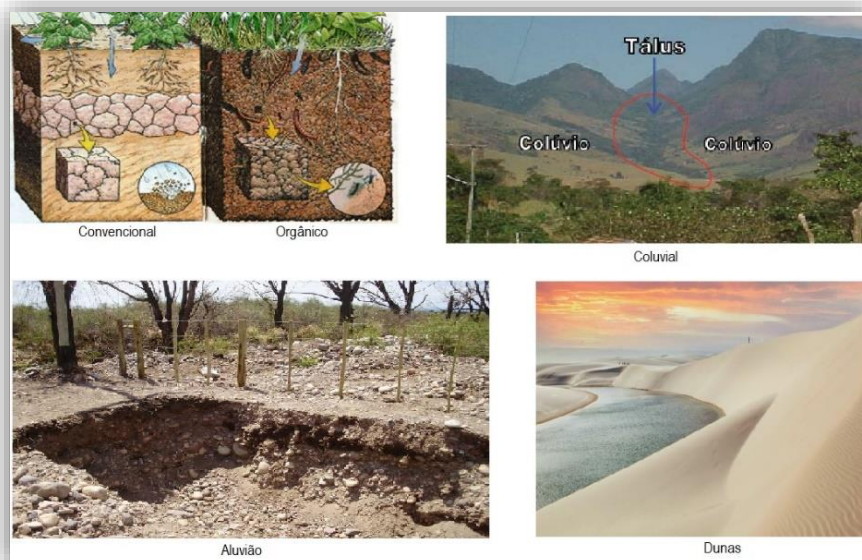 Convencional
Orgânico
Tálus
Colúvio
Colúvio
Coluvial
Aluvião
Dunas